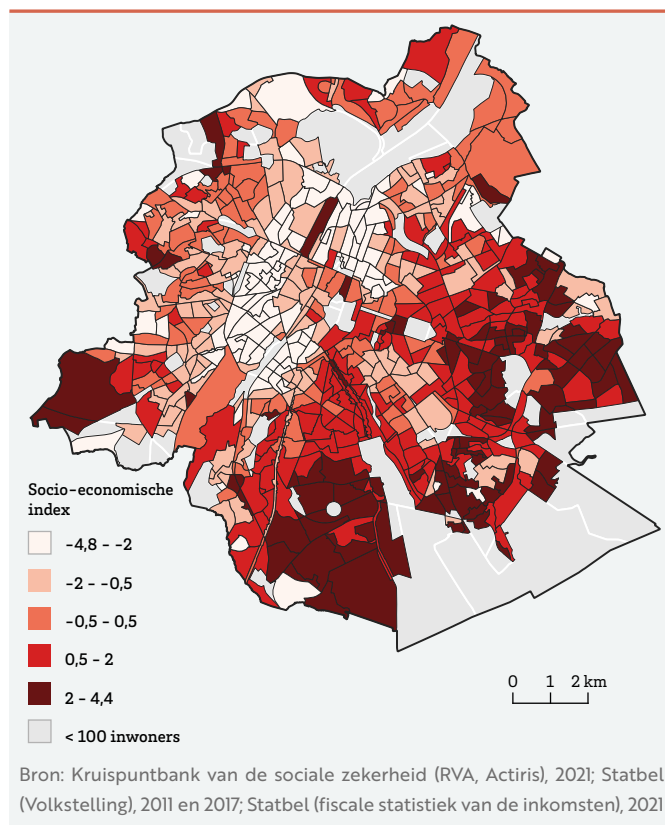 Socio-economische
index
-4,8 - -2
-2 - -0,5
-0,5 - 0,5
0,5 - 2
2 - 4,4
< 100 inwoners
0 1 2 km
Bron: Kruispuntbank van de sociale zekerheid (RVA, Actiris), 2021; Statbel
(Volkstelling), 2011 en 2017; Statbel (fiscale statistiek van de inkomsten), 2021